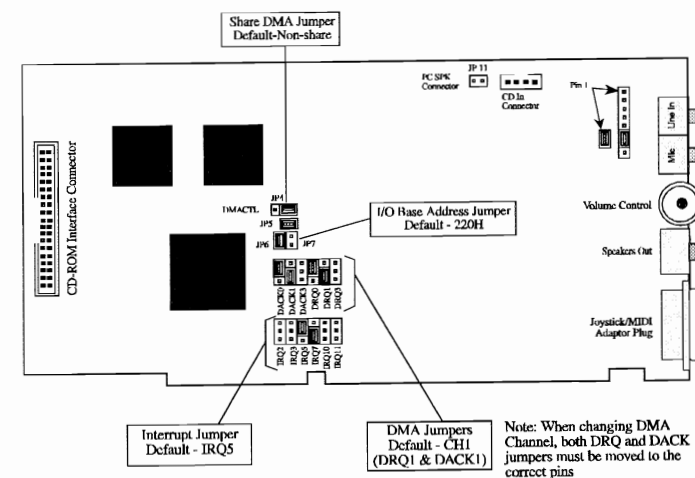 Share DMA Jumper
Default-Non-share
JP 11
PC SPK
Connector
CD In
Connector
Pin 1
Line In
Mic
CD-ROM Interface Connector
DMACTL
JP4
JP5
JP6
JP7
I/O Base Address Jumper
Default - 220H
Volume Control
Speakers Out
DACK0
DACK1
DACK3
DRQ0
DRQ1
DRQ3
Joystick/MIDI
Adaptor Plug
IRQ2
IRQ3
IRQ5
IRQ7
IRQ10
IRQ11
Interrupt Jumper
Default - IRQ5
DMA Jumpers
Default - CH1
(DRQ1 & DACK1)
Note: When changing DMA
Channel, both DRQ and DACK
jumpers must be moved to the
correct pins